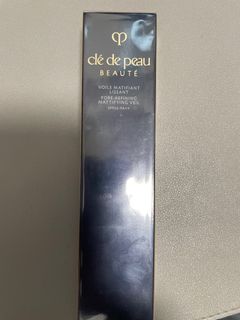 clé de peau
BEAUTÉ
VOILE MATIFIANT
LISSANT
PORE-REFINING
MATTIFYING VEIL